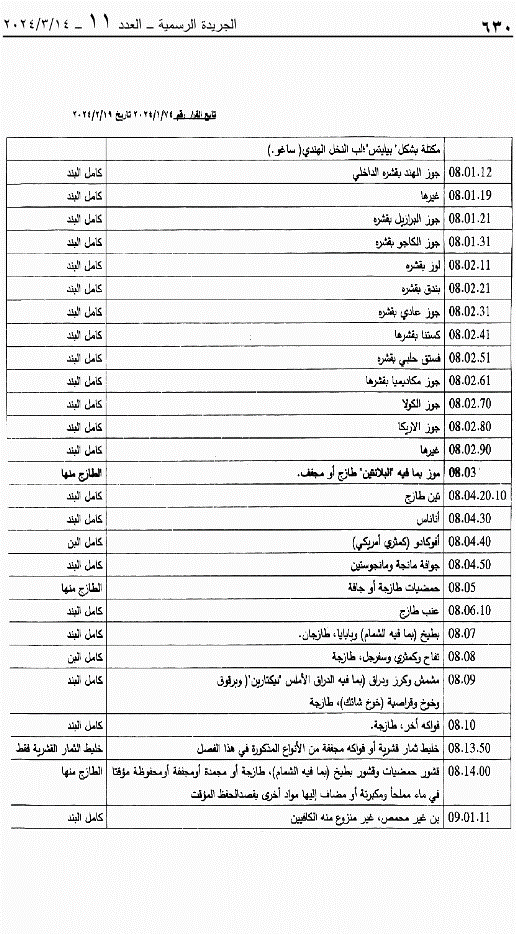 ٦٣٠ الجريدة الرسمية ــ العدد ١١ ــ ٢٠٢٤/٣/١٤
تابع القرار رقم ٢٠٢٤/١/٧٤ تاريخ ٢٠٢٤/٢/١٩
مكتلة بشكل" بيليتس"؛لب النخل الهندي( ساغو.)
08.01.12 جوز الهند بقشره الداخلي كامل البند
08.01.19 غيرها كامل البند
08.01.21 جوز البرازيل بقشره كامل البند
08.01.31 جوز الكاجو بقشره كامل البند
08.02.11 لوز بقشره كامل البند
08.02.21 بندق بقشره كامل البند
08.02.31 جوز عادي بقشره كامل البند
08.02.41 كستنا بقشرها كامل البند
08.02.51 فستق حلبي بقشره كامل البند
08.02.61 جوز مكاديميا بقشرها كامل البند
08.02.70 جوز الكولا كامل البند
08.02.80 جوز الاريكا كامل البند
08.02.90 غيرها كامل البند
08.03 موز بما فيه "البلانتين" طازج أو مجفف. الطازج منها
08.04.20.10 تين طازج كامل البند
08.04.30 أناناس كامل البند
08.04.40 أفوكادو (كمثري أمريكي) كامل البن
08.04.50 جوافة مانجة ومانجوستين كامل البند
08.05 حمضيات طازجة أو جافة الطازج منها
08.06.10 عنب طازج كامل البند
08.07 بطيخ (بما فيه لشمام) وبابايا، طازجان. كامل البند
08.08 تفاح وكمثري وسفرجل، طازجة كامل البن
08.09 مشمش وكرز ودراق (بما فيه الدراق الأملس "نيكتارين"( وبرقوق كامل البند
وخوخ وقراصية (خوخ شائك)، طازجة
08.10 فواكه أخر، طازجة. كامل البند
08.13.50 خليط ثمار قشرية أو فواكه مجففة من الأنواع المذكورة في هذا الفصل خليط الثمار القشرية فقط
08.14.00 قشور حمضيات وقشور بطيخ (بما فيه الشمام)، طازجة أو مجمدة أومجففة أومحفوظة مؤقتا الطازج منها
في ماء مملحأ ومكبرتة أو مضاف إليها مواد أخرى بقصدالحفظ المؤقت
09.01.11 بن غير محمص، غير منزوع منه الكافيين كامل البند